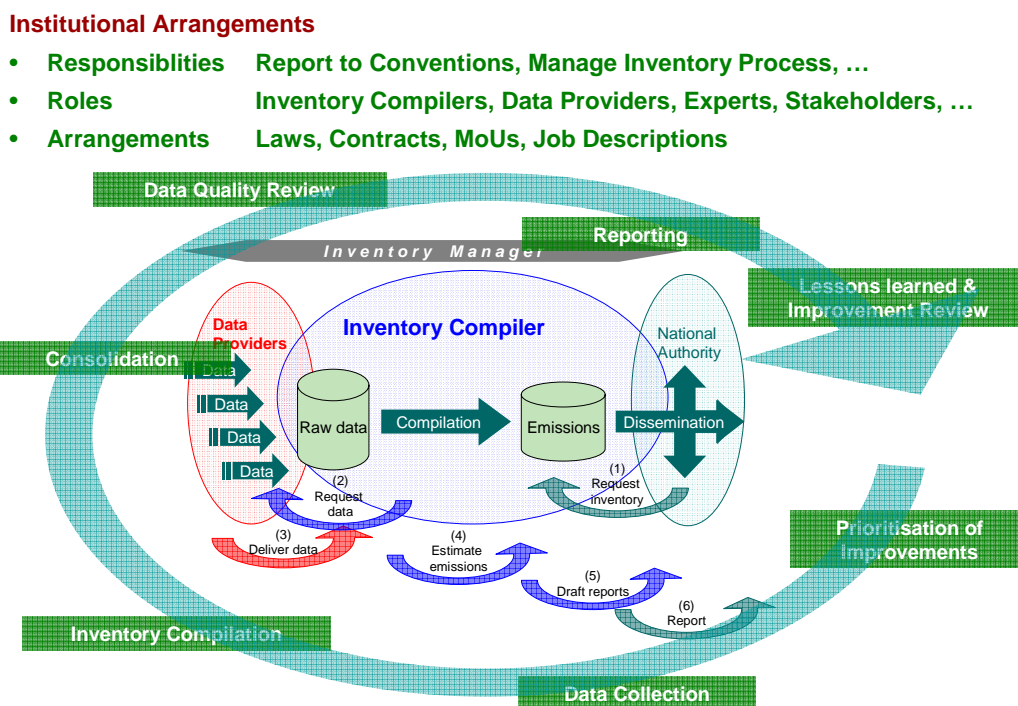 Institutional Arrangements
• Responsiblities Report to Conventions, Manage Inventory Process, …
• Roles Inventory Compilers, Data Providers, Experts, Stakeholders, …
• Arrangements Laws, Contracts, MoUs, Job Descriptions
Data Quality Review
Reporting
Inventory Manager
Lessons learned &
Improvement Review
Data
Providers
Inventory Compiler
National
Authority
Consolidation
Data
Data
Data
Data
Raw data
Compilation
Emissions
Dissemination
(1)
Request
inventory
(2)
Request
data
(3)
Deliver data
(4)
Estimate
emissions
(5)
Draft reports
(6)
Report
Prioritisation of
Improvements
Inventory Compilation
Data Collection